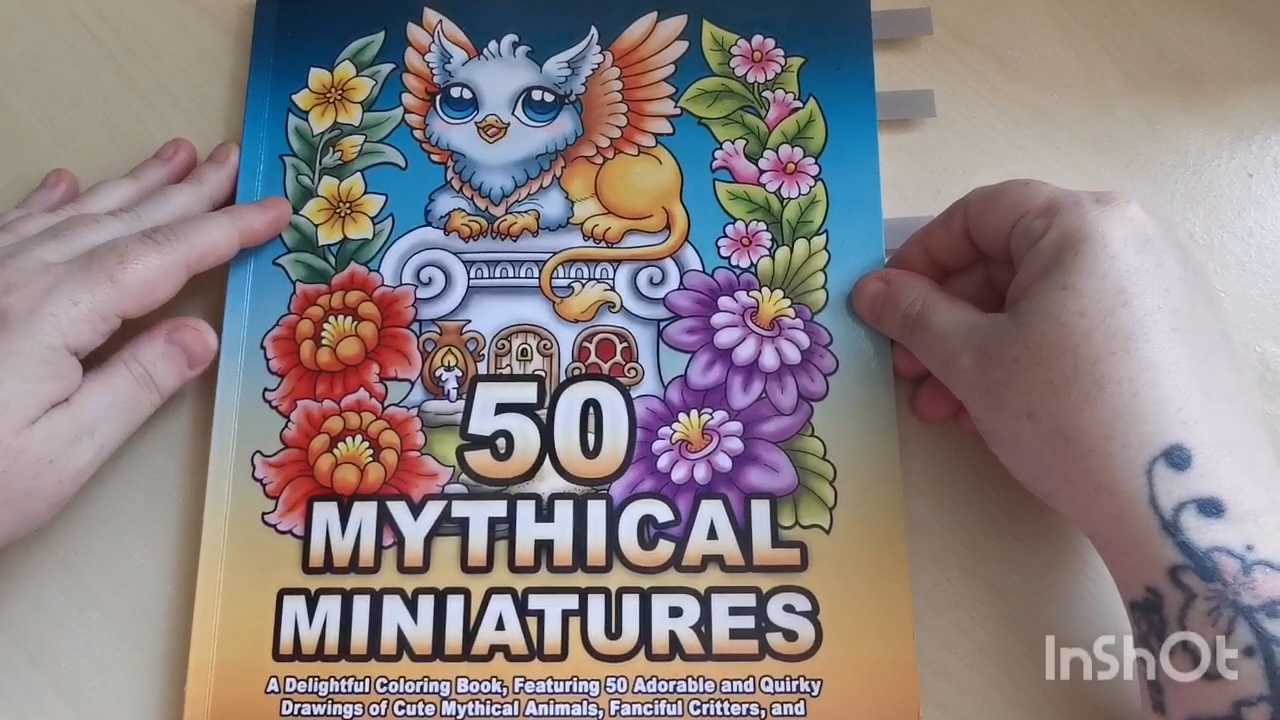 50
MYTHICAL
MINIATURES
A Delightful Coloring Book, Featuring 50 Adorable and Quirky
Drawings of Cute Mythical Animals, Fanciful Critters, and
InShOt